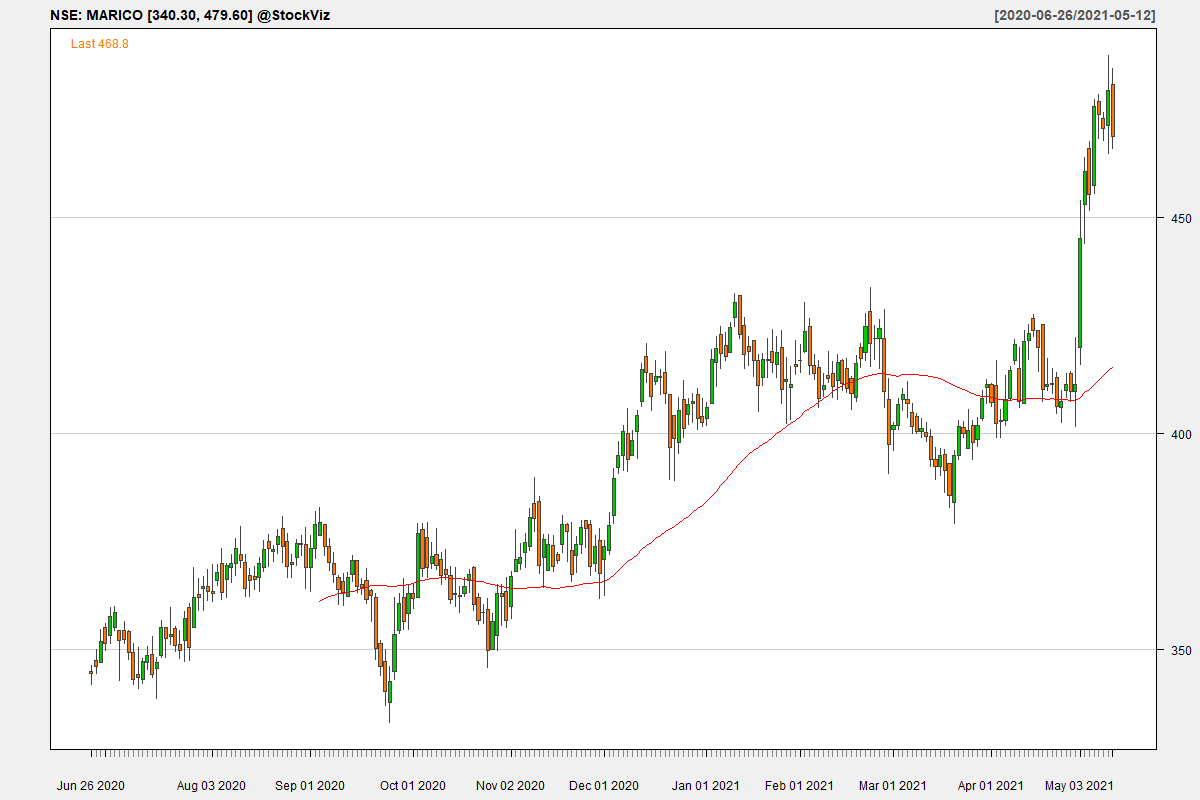 NSE: MARICO [340.30, 479.60] @StockViz [2020-06-26/2021-05-12]
Last 468.8
450
400
350
Jun 26 2020 Aug 03 2020 Sep 01 2020 Oct 01 2020 Nov 02 2020 Dec 01 2020 Jan 01 2021 Feb 01 2021 Mar 01 2021 Apr 01 2021 May 03 2021